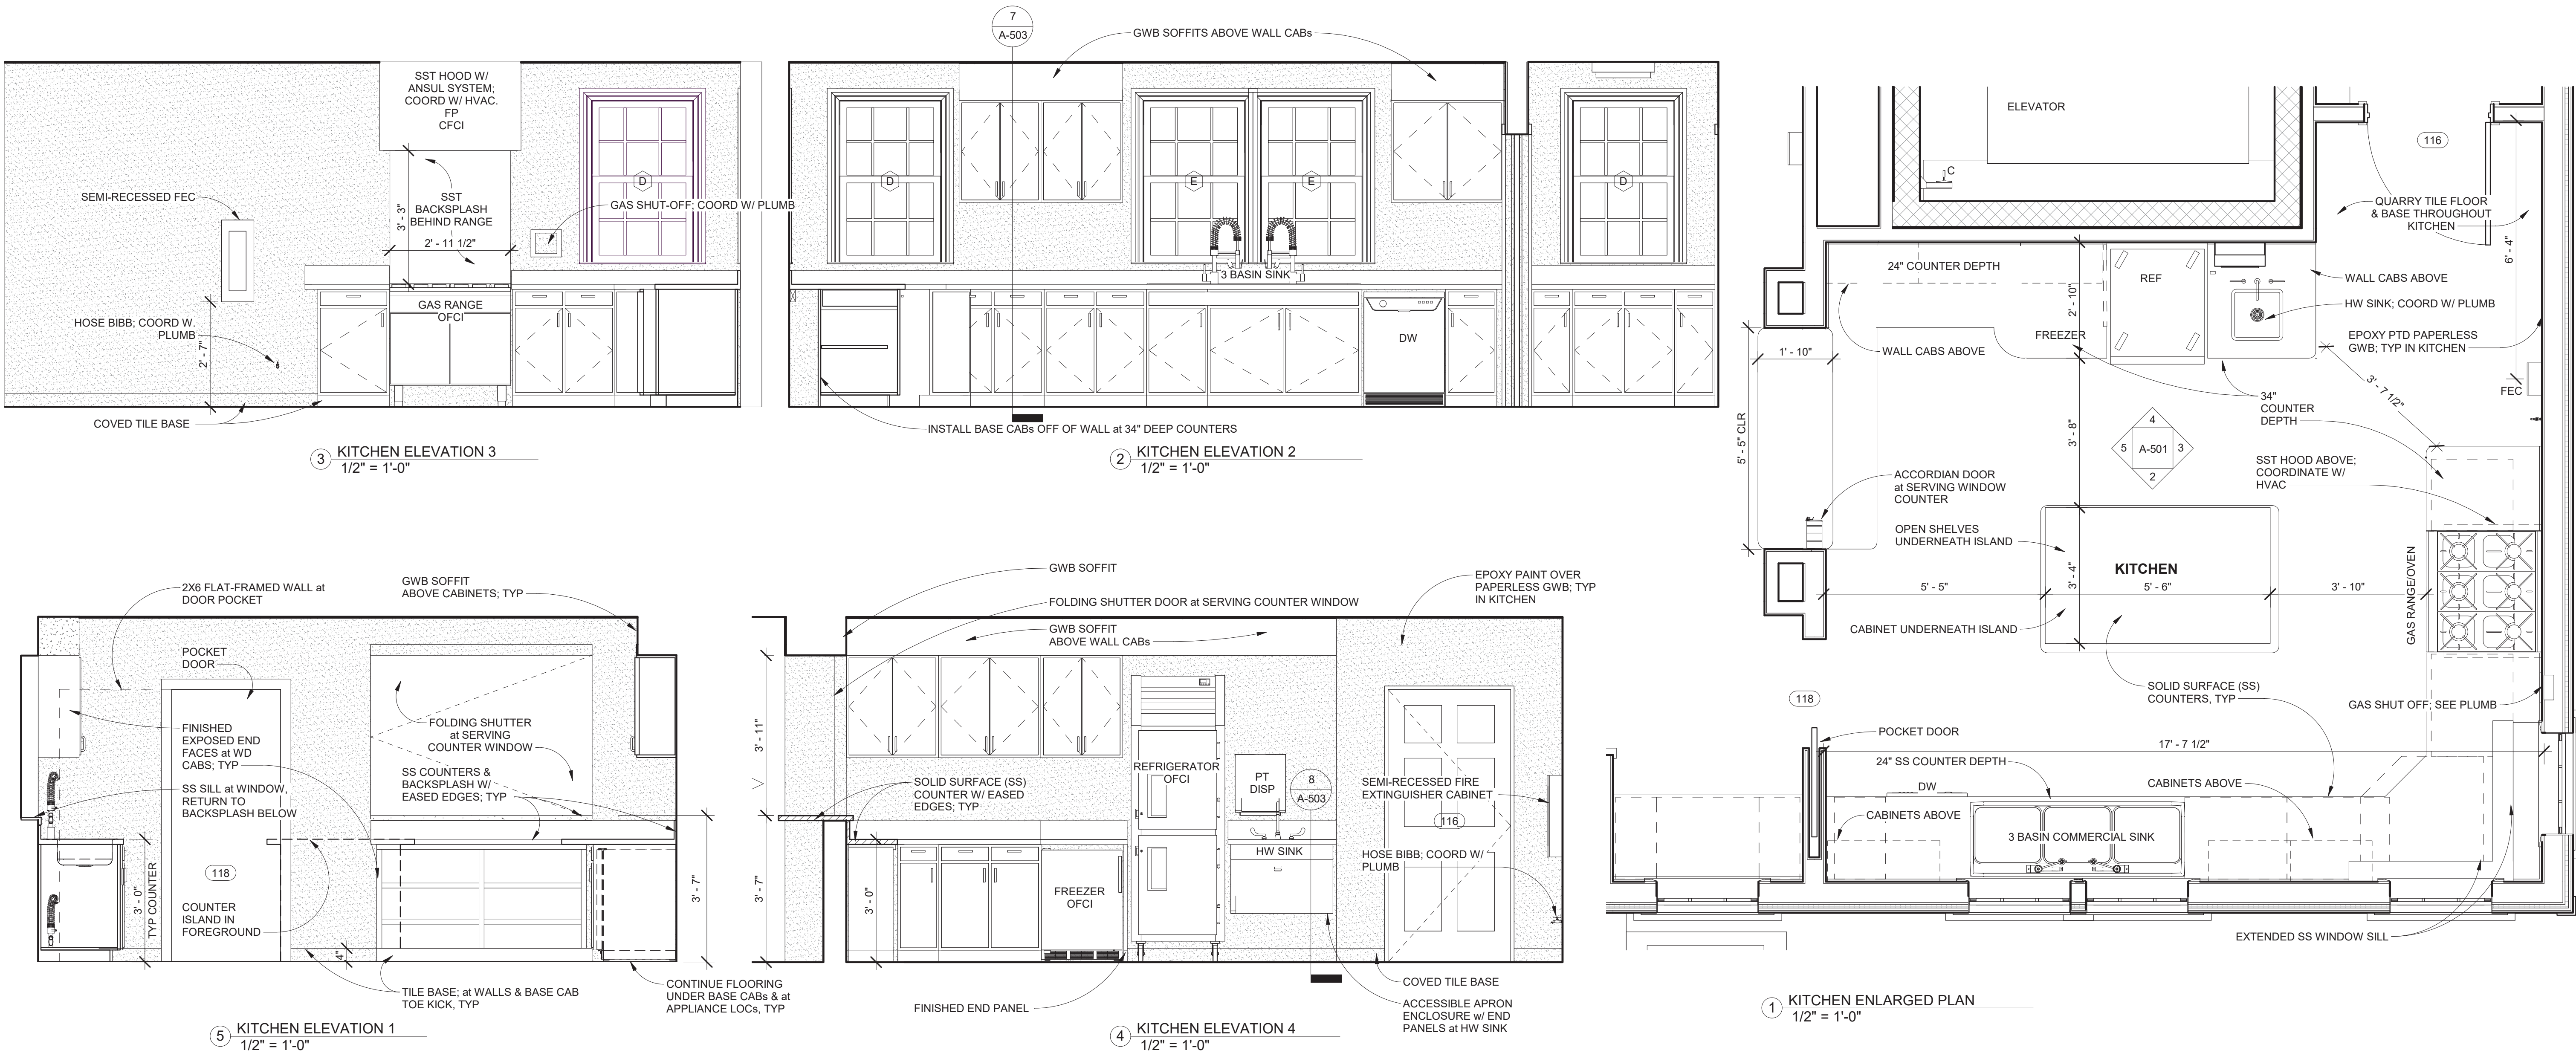 SST HOOD W/
ANSUL SYSTEM;
COORD W/ HVAC.
FP
CFCI
SEMI-RECESSED FEC
3' - 3"
SST
BACKSPLASH
BEHIND RANGE
2' - 11 1/2"
D
GAS SHUT-OFF; COORD W/ PLUMB
GAS RANGE
OFCI
HOSE BIBB; COORD W.
PLUMB
2' - 7"
COVED TILE BASE
3
KITCHEN ELEVATION 3
1/2" = 1'-0"
7
A-503
GWB SOFFITS ABOVE WALL CABs
D
E
E
D
3 BASIN SINK
DW
INSTALL BASE CABs OFF OF WALL at 34" DEEP COUNTERS
2
KITCHEN ELEVATION 2
1/2" = 1'-0"
2X6 FLAT-FRAMED WALL at
DOOR POCKET
GWB SOFFIT
ABOVE CABINETS; TYP
POCKET
DOOR
FINISHED
EXPOSED END
FACES at WD
CABS; TYP
FOLDING SHUTTER
at SERVING
COUNTER WINDOW
SS SILL at WINDOW,
RETURN TO
BACKSPLASH BELOW
SS COUNTERS &
BACKSPLASH W/
EASED EDGES; TYP
118
3' - 0"
TYP COUNTER
COUNTER
ISLAND IN
FOREGROUND
4"
3' - 7"
TILE BASE; at WALLS & BASE CAB
TOE KICK, TYP
CONTINUE FLOORING
UNDER BASE CABs & at
APPLIANCE LOCs, TYP
5
KITCHEN ELEVATION 1
1/2" = 1'-0"
GWB SOFFIT
FOLDING SHUTTER DOOR at SERVING COUNTER WINDOW
GWB SOFFIT
ABOVE WALL CABs
EPOXY PAINT OVER
PAPERLESS GWB; TYP
IN KITCHEN
3' - 11"
3' - 7"
3' - 0"
SOLID SURFACE (SS)
COUNTER W/ EASED
EDGES; TYP
REFRIGERATOR
OFCI
PT
DISP
8
A-503
SEMI-RECESSED FIRE
EXTINGUISHER CABINET
116
HW SINK
HOSE BIBB; COORD W/
PLUMB
FREEZER
OFCI
FINISHED END PANEL
COVED TILE BASE
ACCESSIBLE APRON
ENCLOSURE w/ END
PANELS at HW SINK
4
KITCHEN ELEVATION 4
1/2" = 1'-0"
ELEVATOR
C
116
QUARRY TILE FLOOR
& BASE THROUGHOUT
KITCHEN
6' - 4"
24" COUNTER DEPTH
REF
WALL CABS ABOVE
HW SINK; COORD W/ PLUMB
2' - 10"
FREEZER
EPOXY PTD PAPERLESS
GWB; TYP IN KITCHEN
1' - 10"
WALL CABS ABOVE
3' - 7 1/2"
FEC
34"
COUNTER
DEPTH
5' - 5" CLR
3' - 8"
4
5
A-501
3
2
SST HOOD ABOVE;
COORDINATE W/
HVAC
ACCORDIAN DOOR
at SERVING WINDOW
COUNTER
OPEN SHELVES
UNDERNEATH ISLAND
KITCHEN
3' - 4"
5' - 5"
5' - 6"
3' - 10"
GAS RANGE/OVEN
CABINET UNDERNEATH ISLAND
SOLID SURFACE (SS)
COUNTERS, TYP
118
GAS SHUT OFF; SEE PLUMB
POCKET DOOR
17' - 7 1/2"
24" SS COUNTER DEPTH
DW
CABINETS ABOVE
CABINETS ABOVE
3 BASIN COMMERCIAL SINK
EXTENDED SS WINDOW SILL
1
KITCHEN ENLARGED PLAN
1/2" = 1'-0"